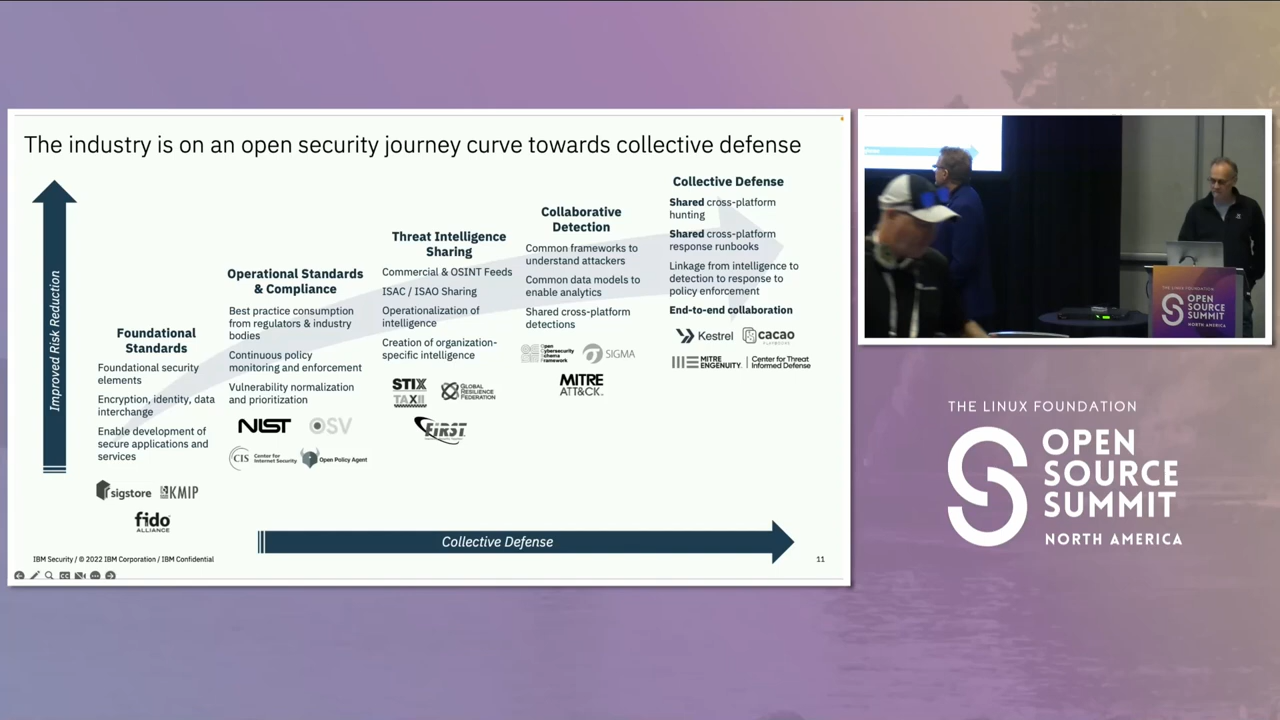 The industry is on an open security journey curve towards collective defense
Improved Risk Reduction
Foundational
Standards
Foundational security
elements
Encryption, identity, data
interchange
Enable development of
secure applications and
services
sigstore
KMIP
fido
ALLIANCE
Operational Standards
& Compliance
Best practice consumption
from regulators & industry
bodies
Continuous policy
monitoring and enforcement
Vulnerability normalization
and prioritization
NIST
OSV
CIS
Center for
Internet Security
Open Policy Agent
Threat Intelligence
Sharing
Commercial & OSINT Feeds
ISAC / ISAO Sharing
Operationalization of
intelligence
Creation of organization-
specific intelligence
STIX
TAXII
GLOBAL
RESILIENCE
FEDERATION
FIRST
Collaborative
Detection
Common frameworks to
understand attackers
Common data models to
enable analytics
Shared cross-platform
detections
Open
Cybersecurity
Schema
Framework
SIGMA
MITRE
ATT&CK
Collective Defense
Shared cross-platform
hunting
Shared cross-platform
response runbooks
Linkage from intelligence to
detection to response to
policy enforcement
End-to-end collaboration
Kestrel
cacao
PLAYBOOKS
MITRE
ENGENUITY
Center for Threat
Informed Defense
Collective Defense
IBM Security / © 2022 IBM Corporation / IBM Confidential
11
THE LINUX FOUNDATION
OPEN
SOURCE
SUMMIT
NORTH AMERICA
THE LINUX FOUNDATION
OPEN
SOURCE
SUMMIT
NORTH AMERICA